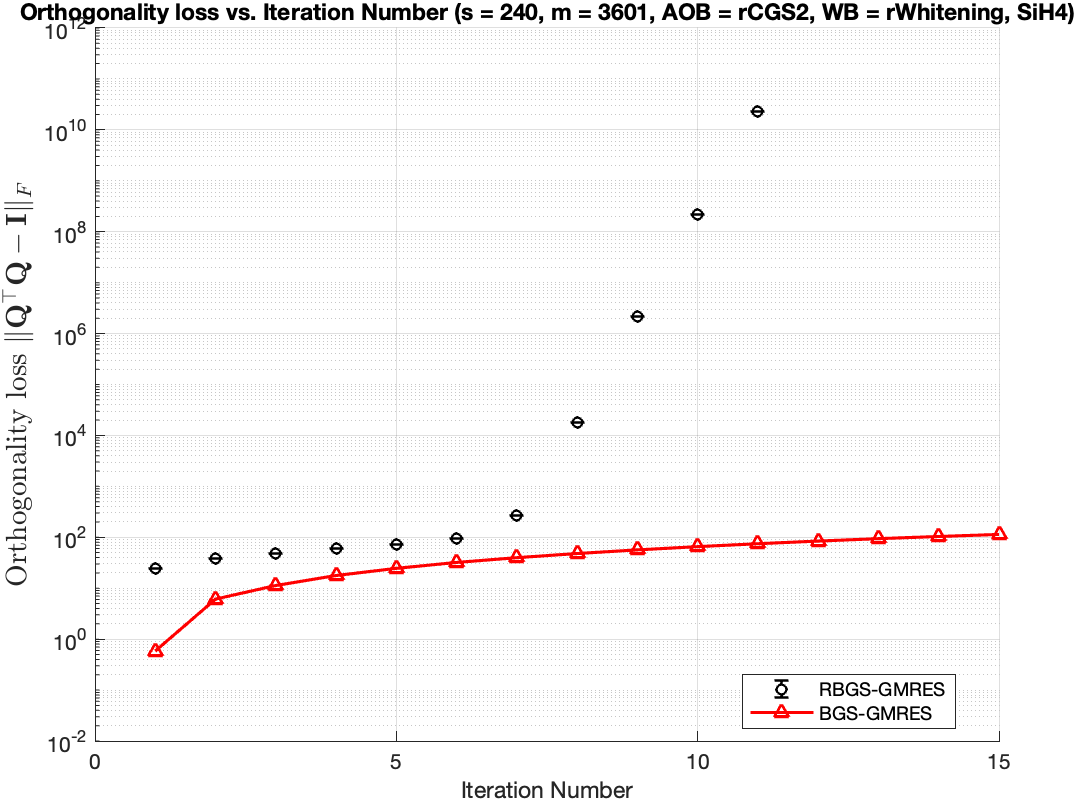 Orthogonality loss vs. Iteration Number (s = 240, m = 3601, AOB = rCGS2, WB = rWhitening, SiH4)
10^12
10^10
10^8
10^6
10^4
10^2
10^0
10^-2
Orthogonality loss ||Q^⊤Q − I||_F
0
5
10
15
Iteration Number
RBGS-GMRES
BGS-GMRES